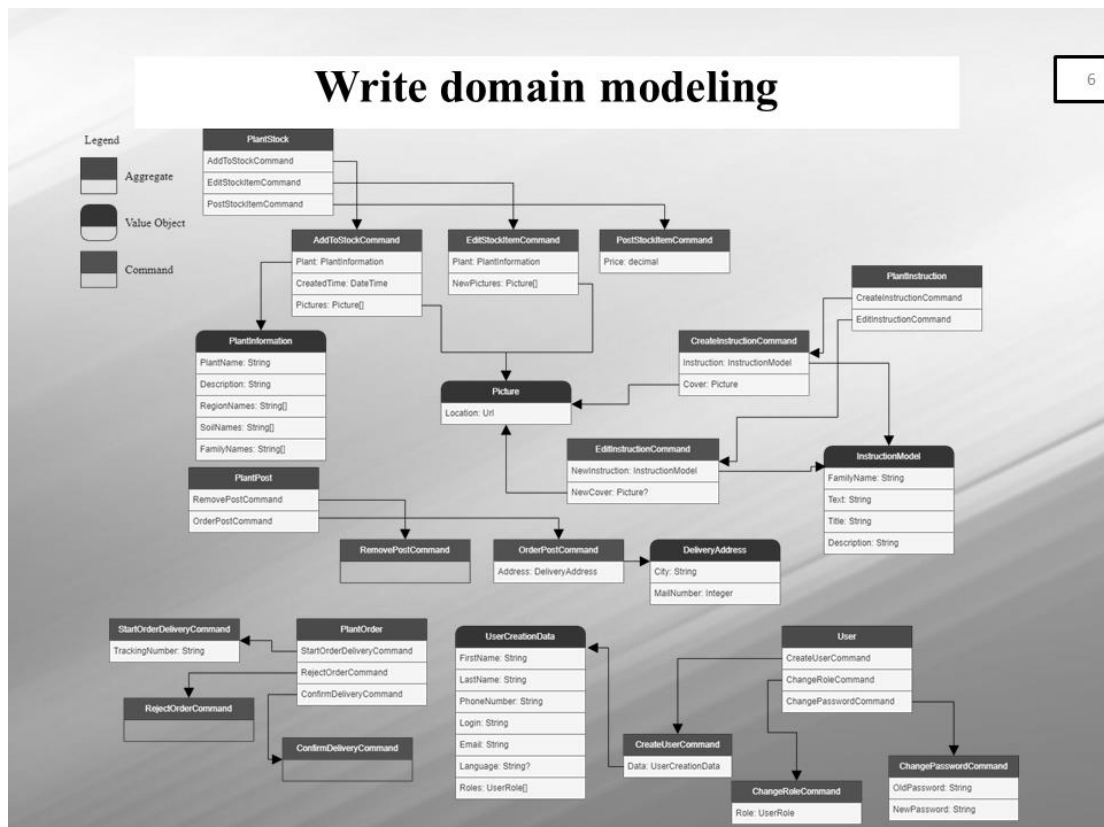 Write domain modeling
6
Legend
Aggregate
Value Object
Command
PlantStock
AddToStockCommand
EditStockItemCommand
PostStockItemCommand
AddToStockCommand
Plant: PlantInformation
CreatedTime: DateTime
Pictures: Picture[]
EditStockItemCommand
Plant: PlantInformation
NewPictures: Picture[]
PostStockItemCommand
Price: decimal
PlantInstruction
CreateInstructionCommand
EditInstructionCommand
PlantInformation
PlantName: String
Description: String
RegionNames: String[]
SoilNames: String[]
FamilyNames: String[]
Picture
Location: Url
CreateInstructionCommand
Instruction: InstructionModel
Cover: Picture
EditInstructionCommand
NewInstruction: InstructionModel
NewCover: Picture?
InstructionModel
FamilyName: String
Text: String
Title: String
Description: String
PlantPost
RemovePostCommand
OrderPostCommand
RemovePostCommand
OrderPostCommand
Address: DeliveryAddress
DeliveryAddress
City: String
MailNumber: Integer
StartOrderDeliveryCommand
TrackingNumber: String
PlantOrder
StartOrderDeliveryCommand
RejectOrderCommand
ConfirmDeliveryCommand
RejectOrderCommand
ConfirmDeliveryCommand
UserCreationData
FirstName: String
LastName: String
PhoneNumber: String
Login: String
Email: String
Language: String?
Roles: UserRole[]
User
CreateUserCommand
ChangeRoleCommand
ChangePasswordCommand
CreateUserCommand
Data: UserCreationData
ChangeRoleCommand
Role: UserRole
ChangePasswordCommand
OldPassword: String
NewPassword: String